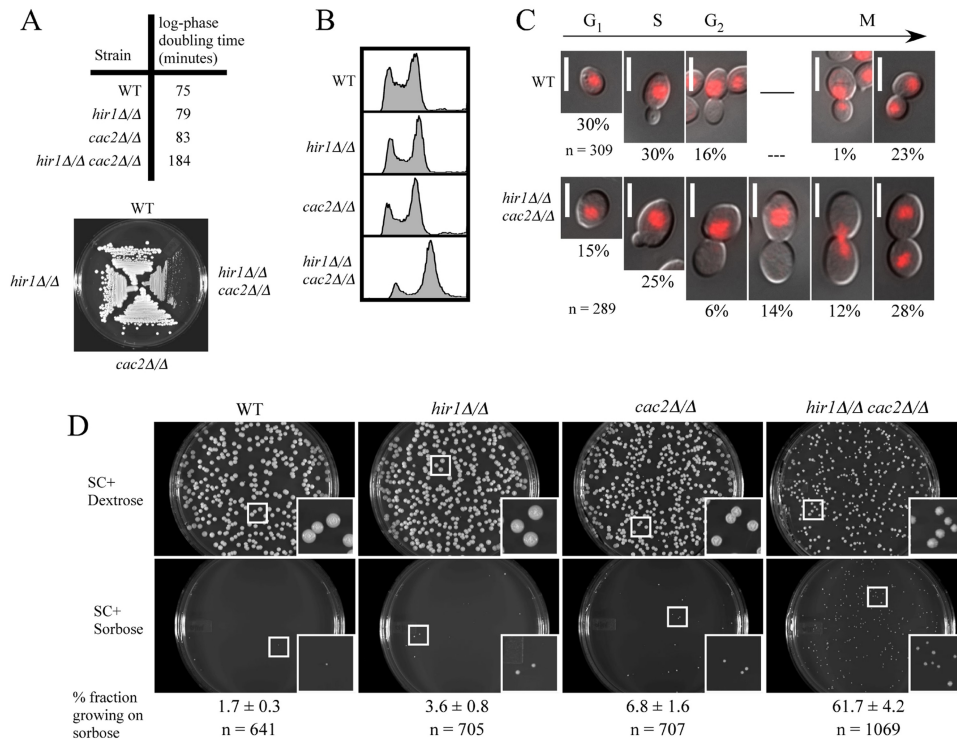 A
Strain
log-phase
doubling time
(minutes)
WT 75
hir1Δ/Δ 79
cac2Δ/Δ 83
hir1Δ/Δ cac2Δ/Δ 184
WT
hir1Δ/Δ
hir1Δ/Δ
cac2Δ/Δ
cac2Δ/Δ
B
WT
hir1Δ/Δ
cac2Δ/Δ
hir1Δ/Δ
cac2Δ/Δ
C
G1 S G2 M
WT
30%
n = 309
30% 16% --- 1% 23%
hir1Δ/Δ
cac2Δ/Δ
15%
25%
n = 289
6% 14% 12% 28%
D
WT hir1Δ/Δ cac2Δ/Δ hir1Δ/Δ cac2Δ/Δ
SC+
Dextrose
SC+
Sorbose
% fraction
growing on
sorbose
1.7 ± 0.3 3.6 ± 0.8 6.8 ± 1.6 61.7 ± 4.2
n = 641 n = 705 n = 707 n = 1069